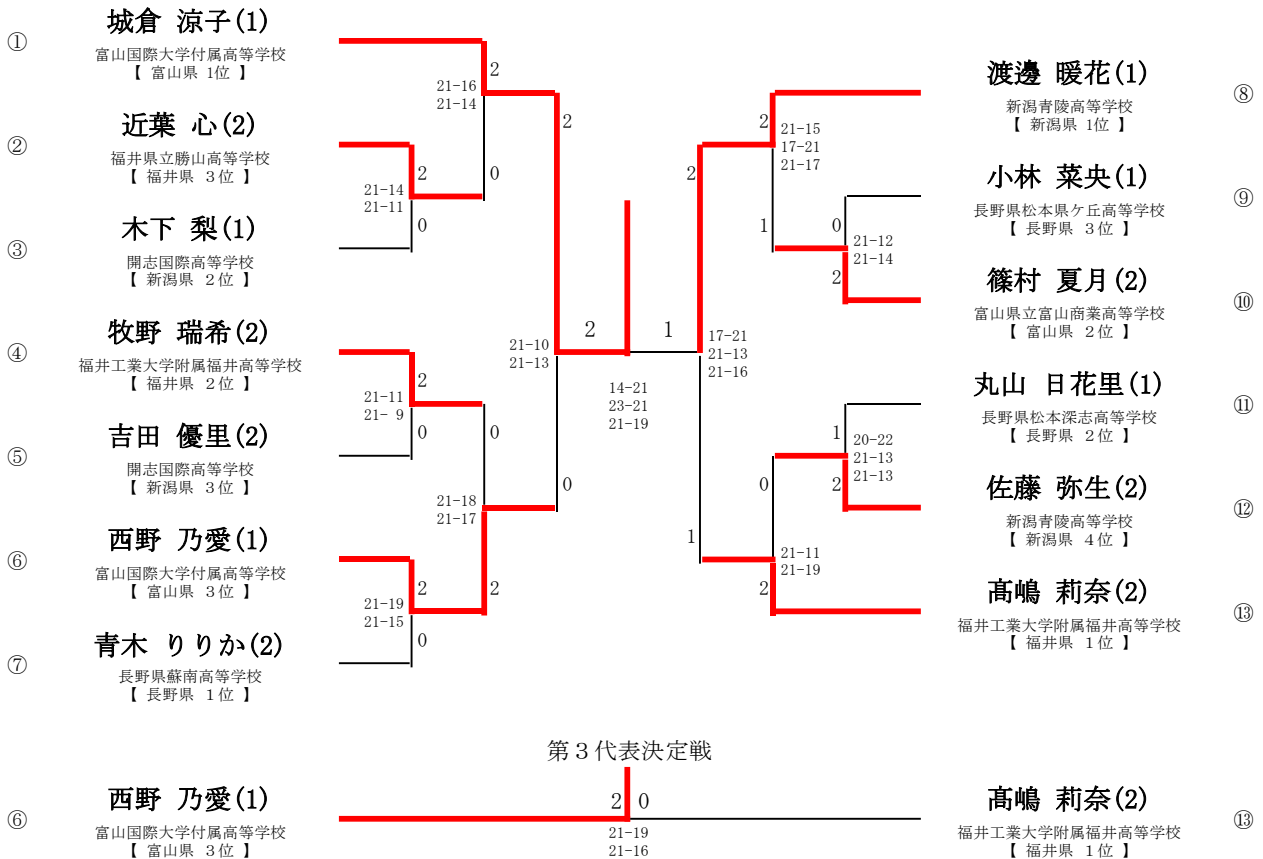 ① 城倉 涼子(1)
富山国際大学付属高等学校
【 富山県 1位 】
② 近葉 心(2)
福井県立勝山高等学校
【 福井県 3位 】
③ 木下 梨(1)
開志国際高等学校
【 新潟県 2位 】
④ 牧野 瑞希(2)
福井工業大学附属福井高等学校
【 福井県 2位 】
⑤ 吉田 優里(2)
開志国際高等学校
【 新潟県 3位 】
⑥ 西野 乃愛(1)
富山国際大学付属高等学校
【 富山県 3位 】
⑦ 青木 りりか(2)
長野県蘇南高等学校
【 長野県 1位 】
2
21-16
21-14
0
2
21-14
21-11
0
2
21-11
21- 9
0
0
21-18
21-17
2
2
21-19
21-15
0
2
21-10
21-13
0
2
1
14-21
23-21
21-19
2
17-21
21-13
21-16
1
2
21-15
17-21
21-17
1
0
21-12
21-14
2
1
20-22
21-13
21-13
2
0
21-11
21-19
2
渡邊 暖花(1) ⑧
新潟青陵高等学校
【 新潟県 1位 】
小林 菜央(1) ⑨
長野県松本県ケ丘高等学校
【 長野県 3位 】
篠村 夏月(2) ⑩
富山県立富山商業高等学校
【 富山県 2位 】
丸山 日花里(1) ⑪
長野県松本深志高等学校
【 長野県 2位 】
佐藤 弥生(2) ⑫
新潟青陵高等学校
【 新潟県 4位 】
髙嶋 莉奈(2) ⑬
福井工業大学附属福井高等学校
【 福井県 1位 】
第３代表決定戦
⑥ 西野 乃愛(1)
富山国際大学付属高等学校
【 富山県 3位 】
2 0
21-19
21-16
髙嶋 莉奈(2) ⑬
福井工業大学附属福井高等学校
【 福井県 1位 】